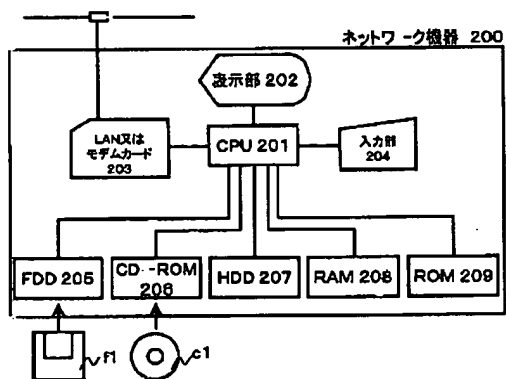 ネットワーク機器 200
表示部 202
LAN又は
モデムカード
203
CPU 201
入力部
204
FDD 205
CD--ROM
206
HDD 207
RAM 208
ROM 209
f1
c1